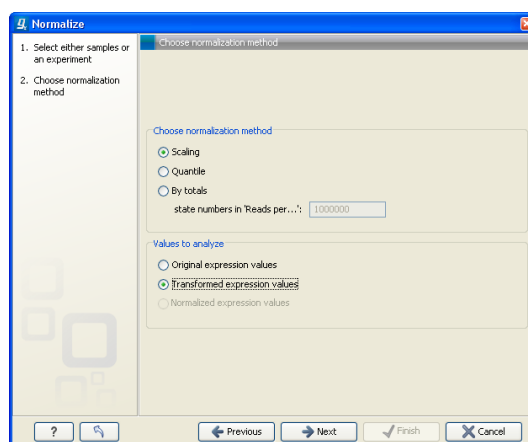 Normalize
1. Select either samples or
an experiment
2. Choose normalization
method
Choose normalization method
Choose normalization method
Scaling
Quantile
By totals
state numbers in 'Reads per...': 1000000
Values to analyze
Original expression values
Transformed expression values
Normalized expression values
? Previous Next Finish Cancel